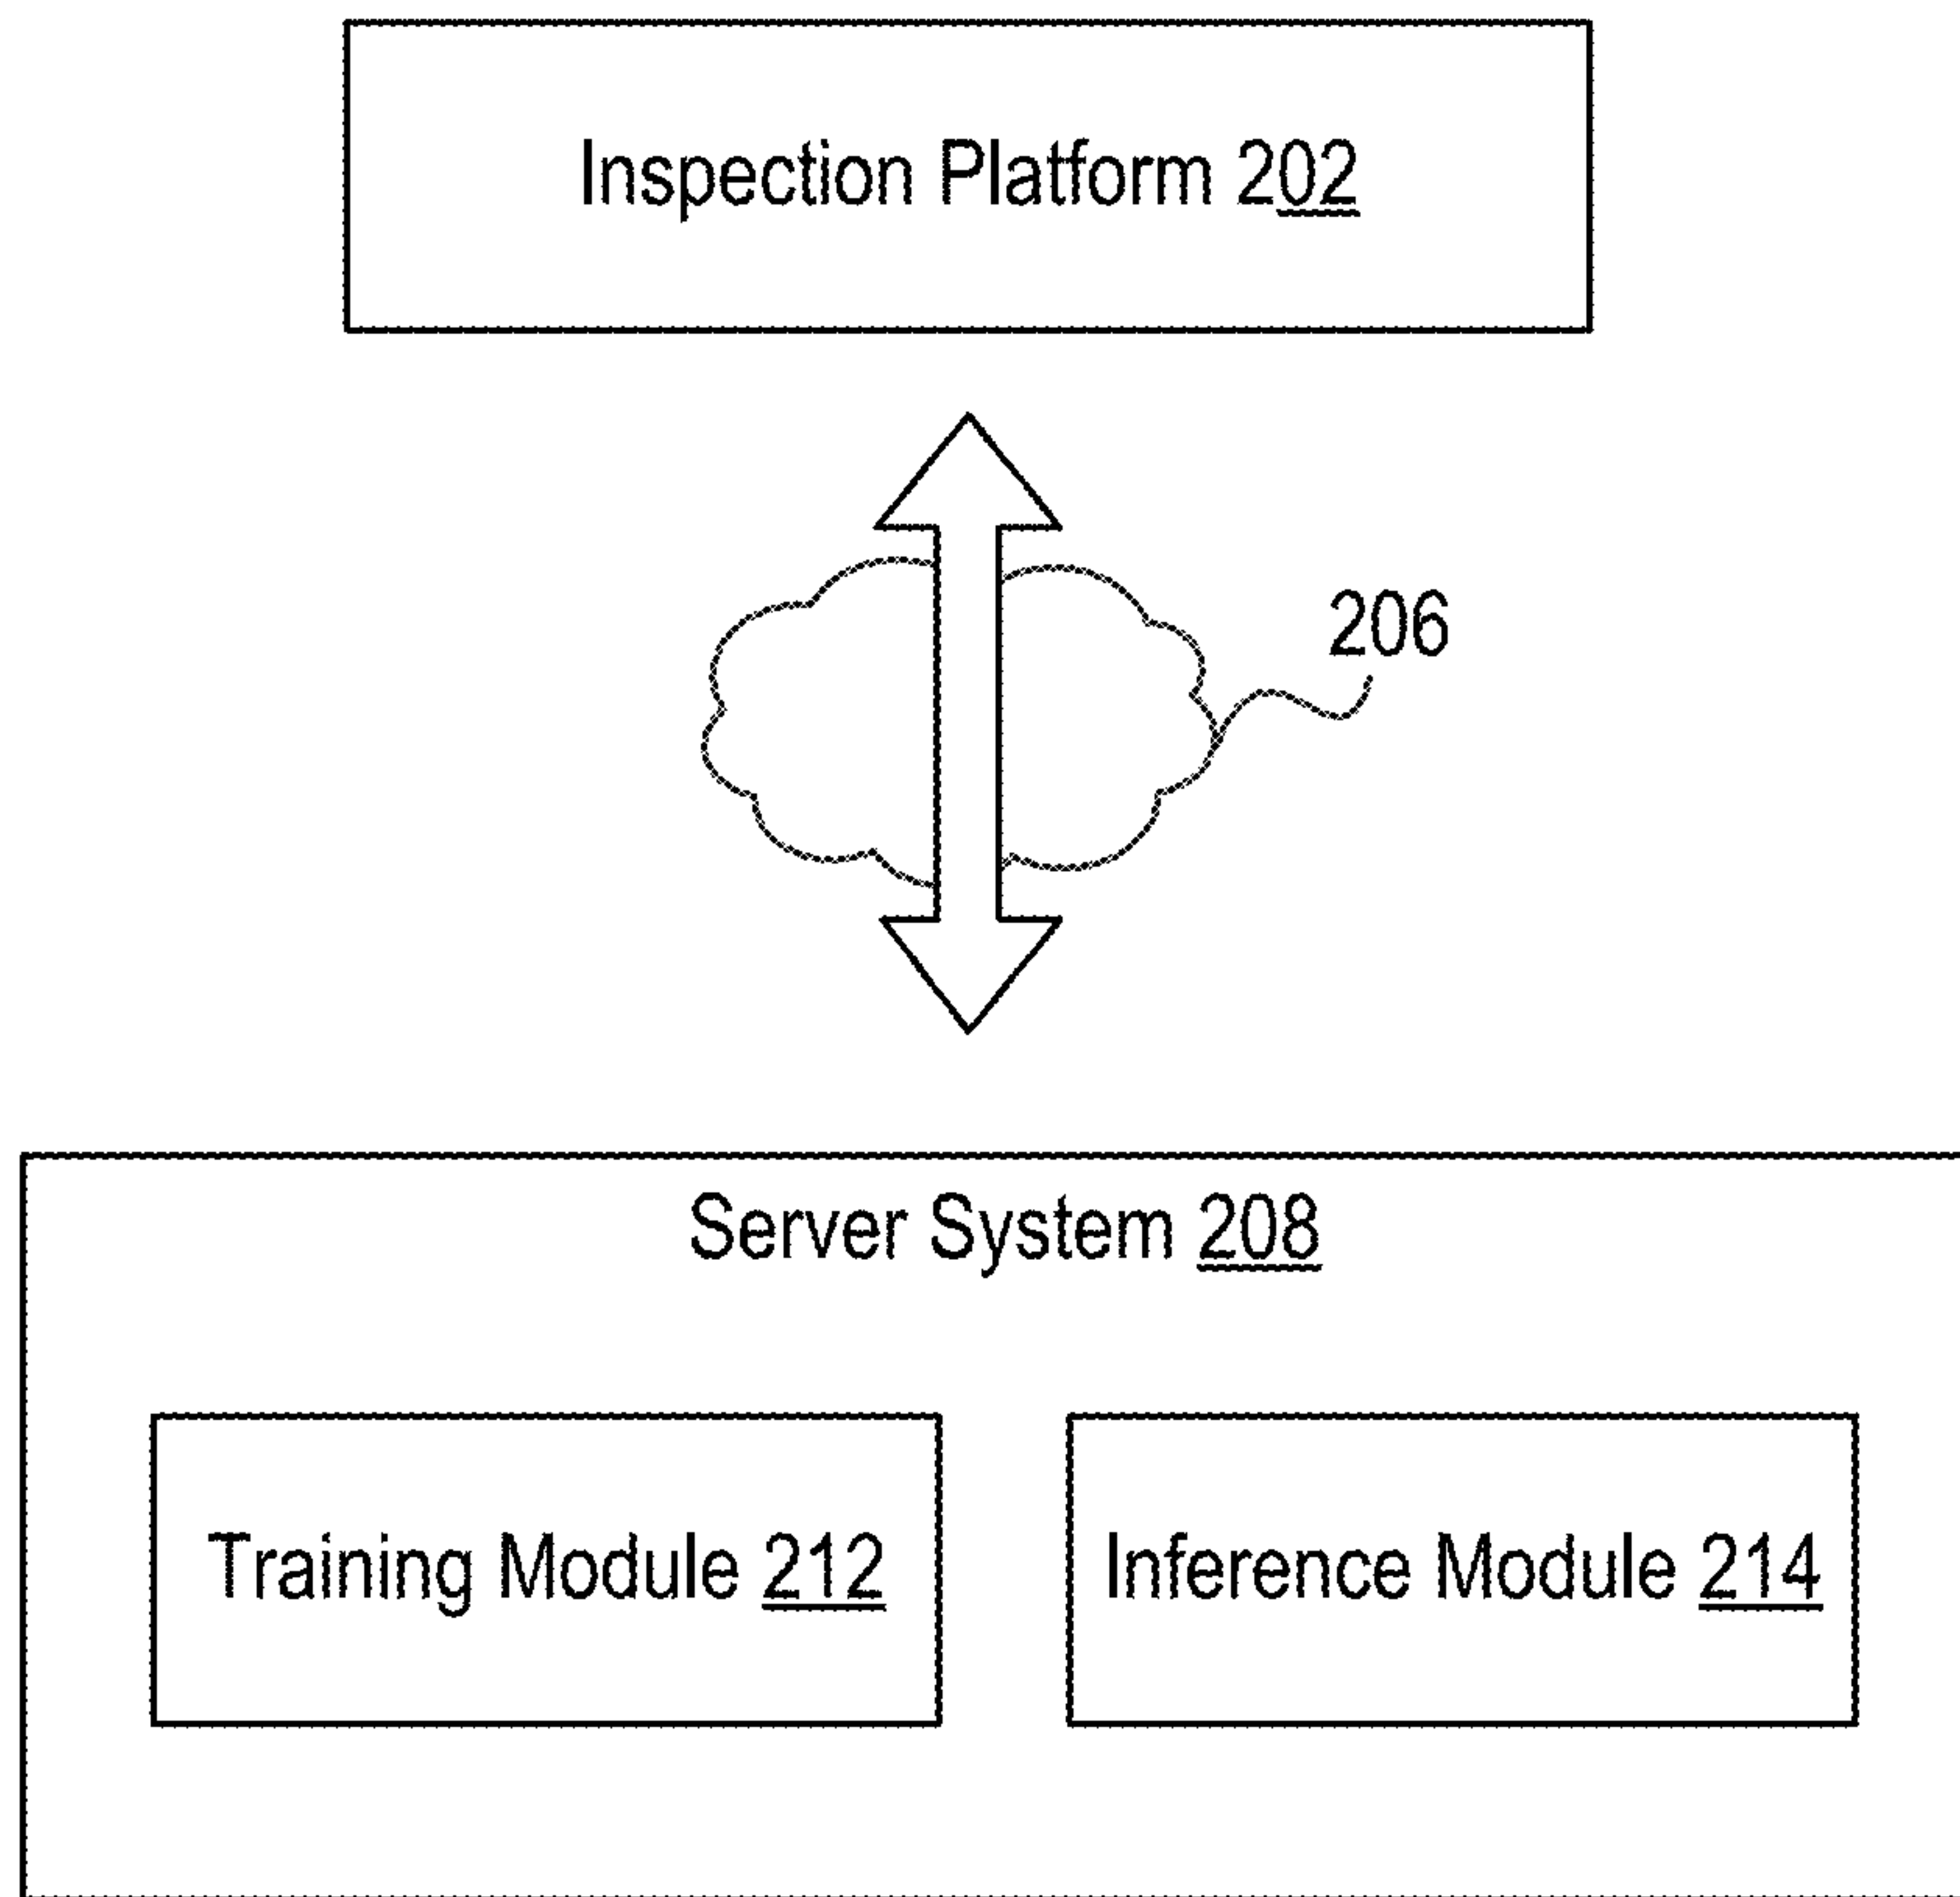 Inspection Platform 202
206
Server System 208
Training Module 212
Inference Module 214